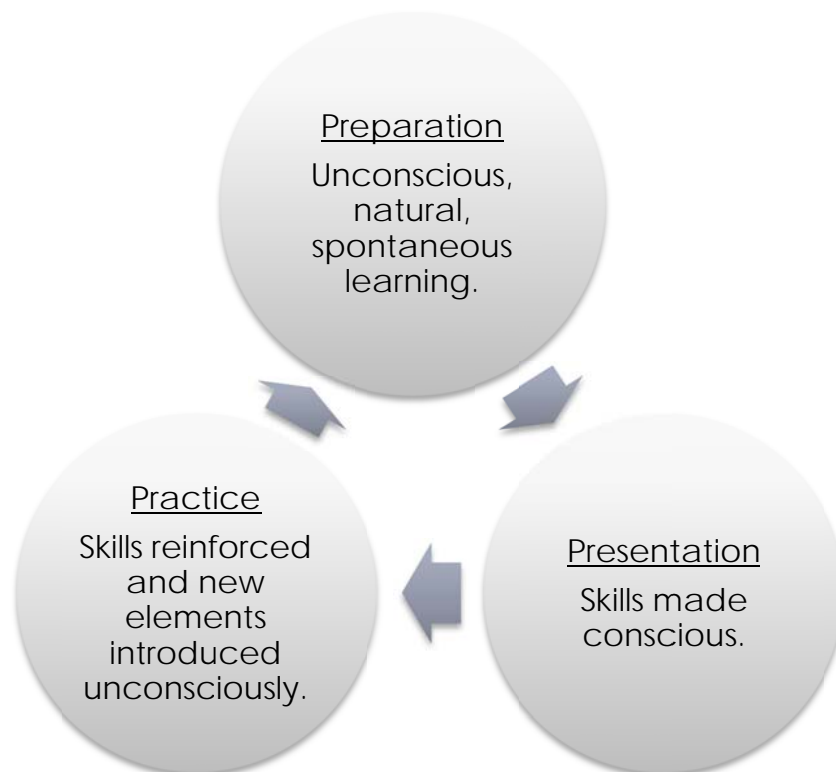 Preparation
Unconscious,
natural,
spontaneous
learning.
Presentation
Skills made
conscious.
Practice
Skills reinforced
and new
elements
introduced
unconsciously.